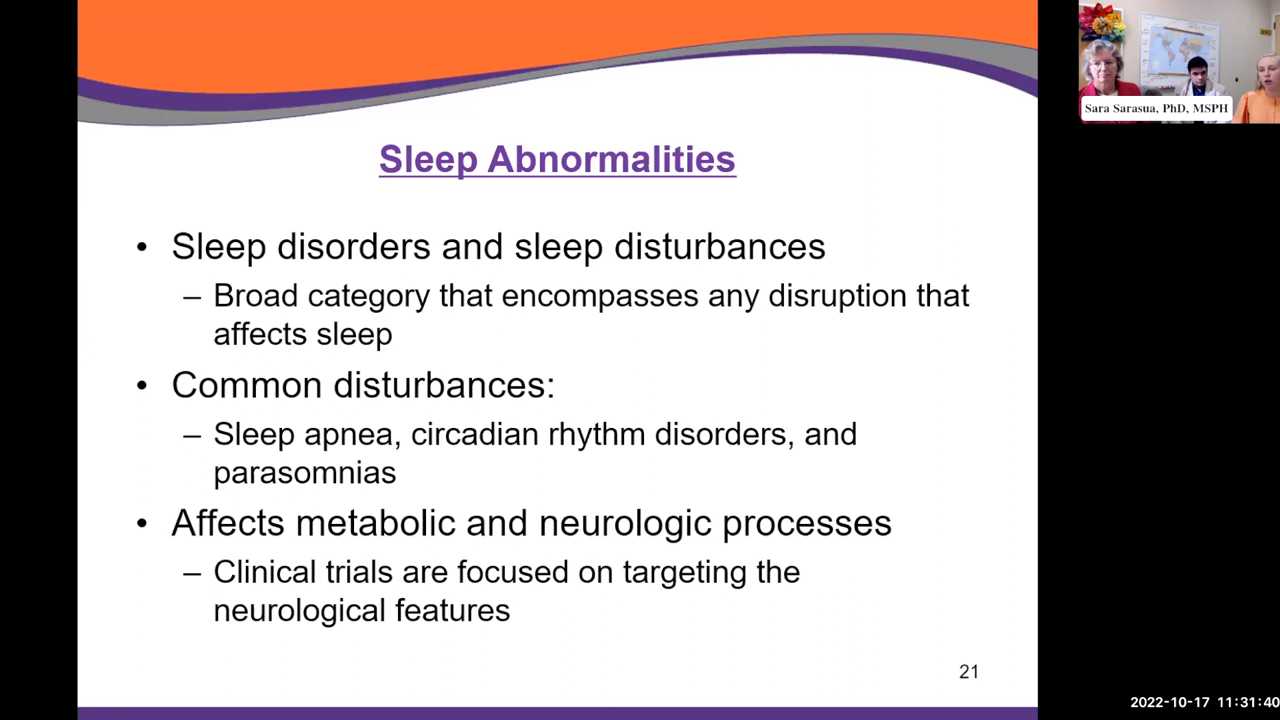 Sara Sarasua, PhD, MSPH
Sleep Abnormalities
• Sleep disorders and sleep disturbances
– Broad category that encompasses any disruption that
affects sleep
• Common disturbances:
– Sleep apnea, circadian rhythm disorders, and
parasomnias
• Affects metabolic and neurologic processes
– Clinical trials are focused on targeting the
neurological features
21
2022-10-17 11:31:40